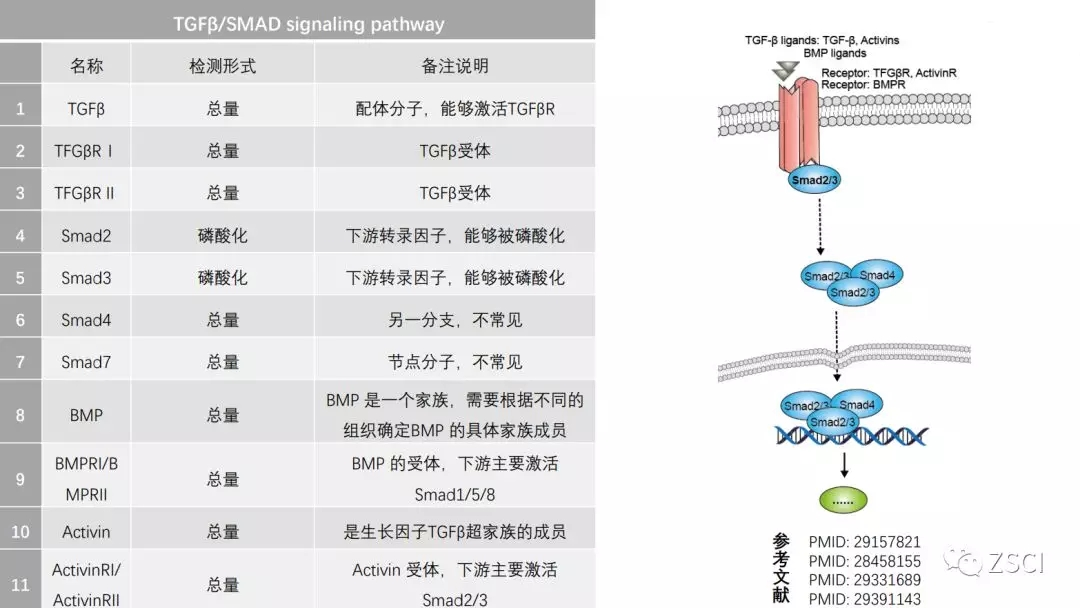 TGFβ/SMAD signaling pathway
名称 检测形式 备注说明
1 TGFβ 总量 配体分子，能够激活TGFβR
2 TFGβR Ⅰ 总量 TGFβ受体
3 TFGβR II 总量 TGFβ受体
4 Smad2 磷酸化 下游转录因子，能够被磷酸化
5 Smad3 磷酸化 下游转录因子，能够被磷酸化
6 Smad4 总量 另一分支，不常见
7 Smad7 总量 节点分子，不常见
8 BMP 总量 BMP 是一个家族，需要根据不同的
组织确定BMP 的具体家族成员
9 BMPRI/B
MPRII 总量 BMP 的受体，下游主要激活
Smad1/5/8
10 Activin 总量 是生长因子TGFβ超家族的成员
11 ActivinRI/
ActivinRII 总量 Activin 受体，下游主要激活
Smad2/3
TGF-β ligands: TGF-β, Activins
BMP ligands
Receptor: TFGβR, ActivinR
Receptor: BMPR
Smad2/3
Smad2/3 Smad4
Smad2/3
Smad2/3 Smad4
Smad2/3
......
参考文献
PMID: 29157821
PMID: 28458155
PMID: 29331689
PMID: 29391143
ZSCI